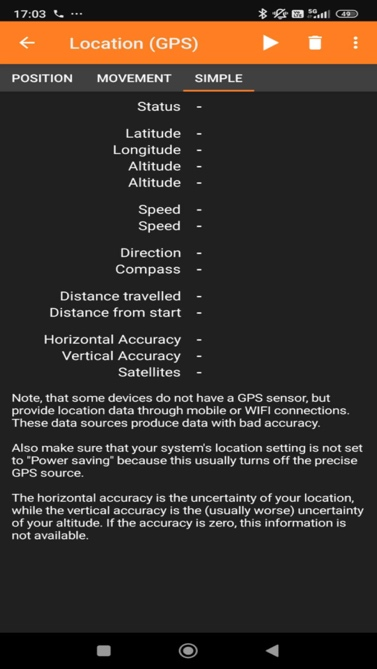 17:03
5G
49
Location (GPS)
POSITION MOVEMENT SIMPLE
Status -
Latitude -
Longitude -
Altitude -
Altitude -
Speed -
Speed -
Direction -
Compass -
Distance travelled -
Distance from start -
Horizontal Accuracy -
Vertical Accuracy -
Satellites -
Note, that some devices do not have a GPS sensor, but
provide location data through mobile or WIFI connections.
These data sources produce data with bad accuracy.
Also make sure that your system's location setting is not set
to "Power saving" because this usually turns off the precise
GPS source.
The horizontal accuracy is the uncertainty of your location,
while the vertical accuracy is the (usually worse) uncertainty
of your altitude. If the accuracy is zero, this information is
not available.